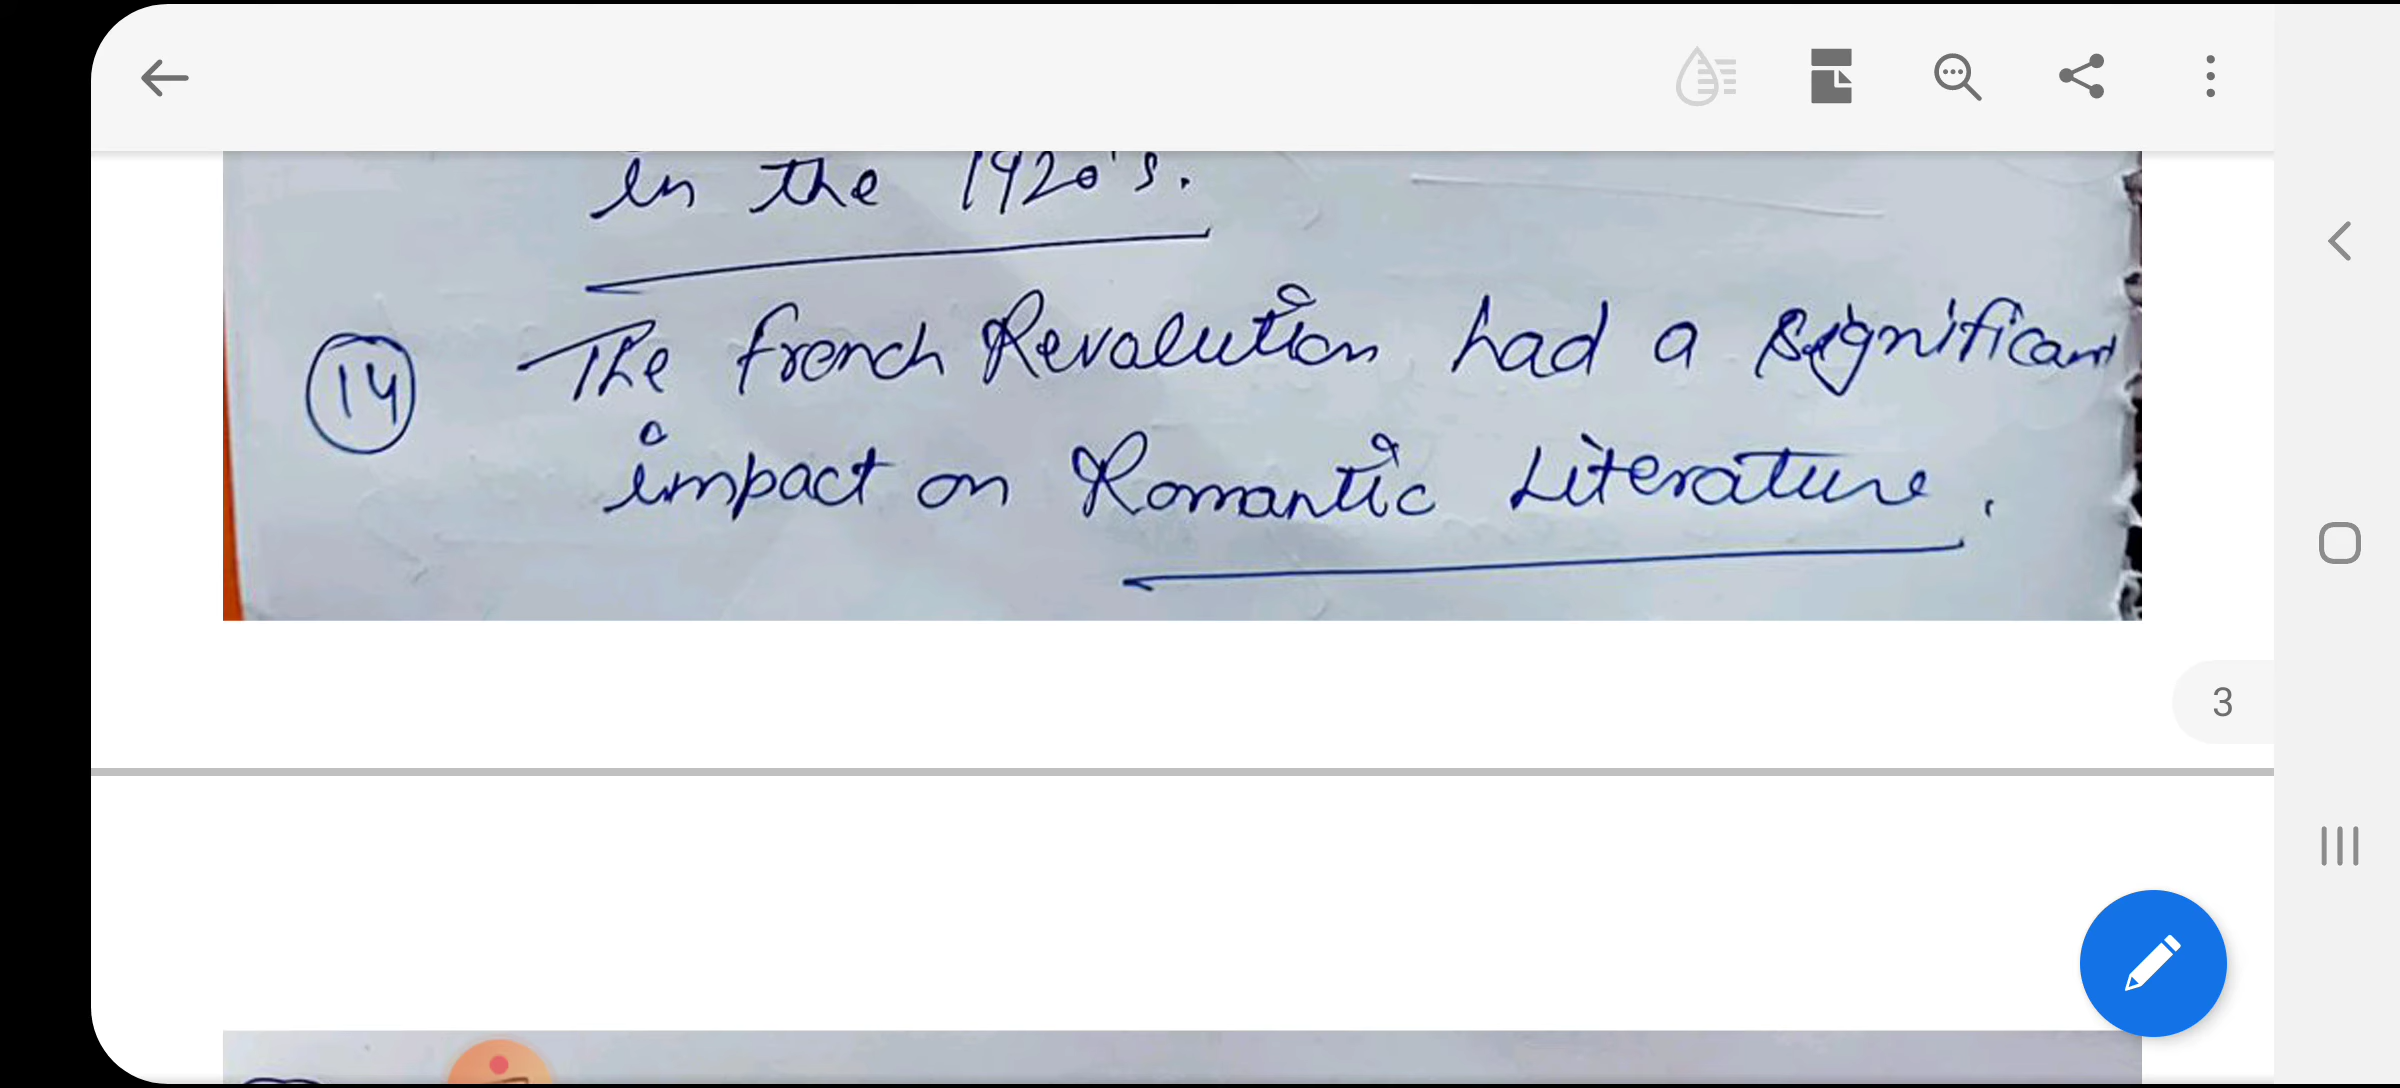 in the 1920's.
14 The french Revolution had a significant
impact on Romantic Literature.
3